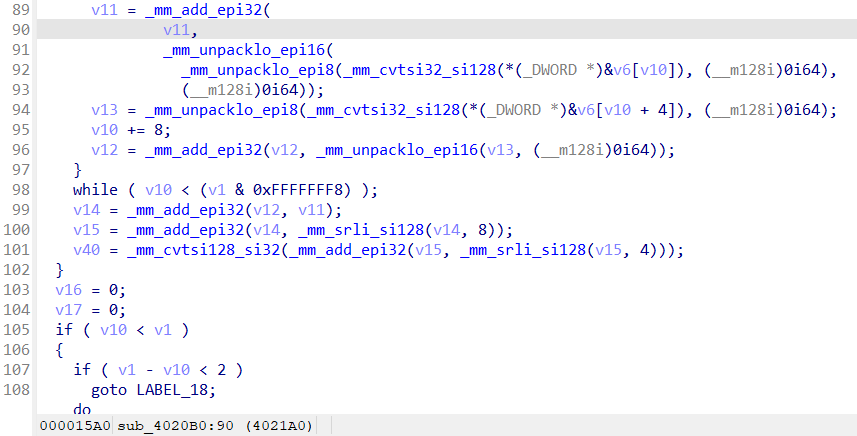 89 v11 = _mm_add_epi32(
90 v11,
91 _mm_unpacklo_epi16(
92 _mm_unpacklo_epi8(_mm_cvtsi32_si128(*(_DWORD *)&v6[v10]), (__m128i)0i64),
93 (__m128i)0i64));
94 v13 = _mm_unpacklo_epi8(_mm_cvtsi32_si128(*(_DWORD *)&v6[v10 + 4]), (__m128i)0i64);
95 v10 += 8;
96 v12 = _mm_add_epi32(v12, _mm_unpacklo_epi16(v13, (__m128i)0i64));
97 }
98 while ( v10 < (v1 & 0xFFFFFFF8) );
99 v14 = _mm_add_epi32(v12, v11);
100 v15 = _mm_add_epi32(v14, _mm_srli_si128(v14, 8));
101 v40 = _mm_cvtsi128_si32(_mm_add_epi32(v15, _mm_srli_si128(v15, 4)));
102 }
103 v16 = 0;
104 v17 = 0;
105 if ( v10 < v1 )
106 {
107 if ( v1 - v10 < 2 )
108 goto LABEL_18;
do
000015A0 sub_4020B0:90 (4021A0)